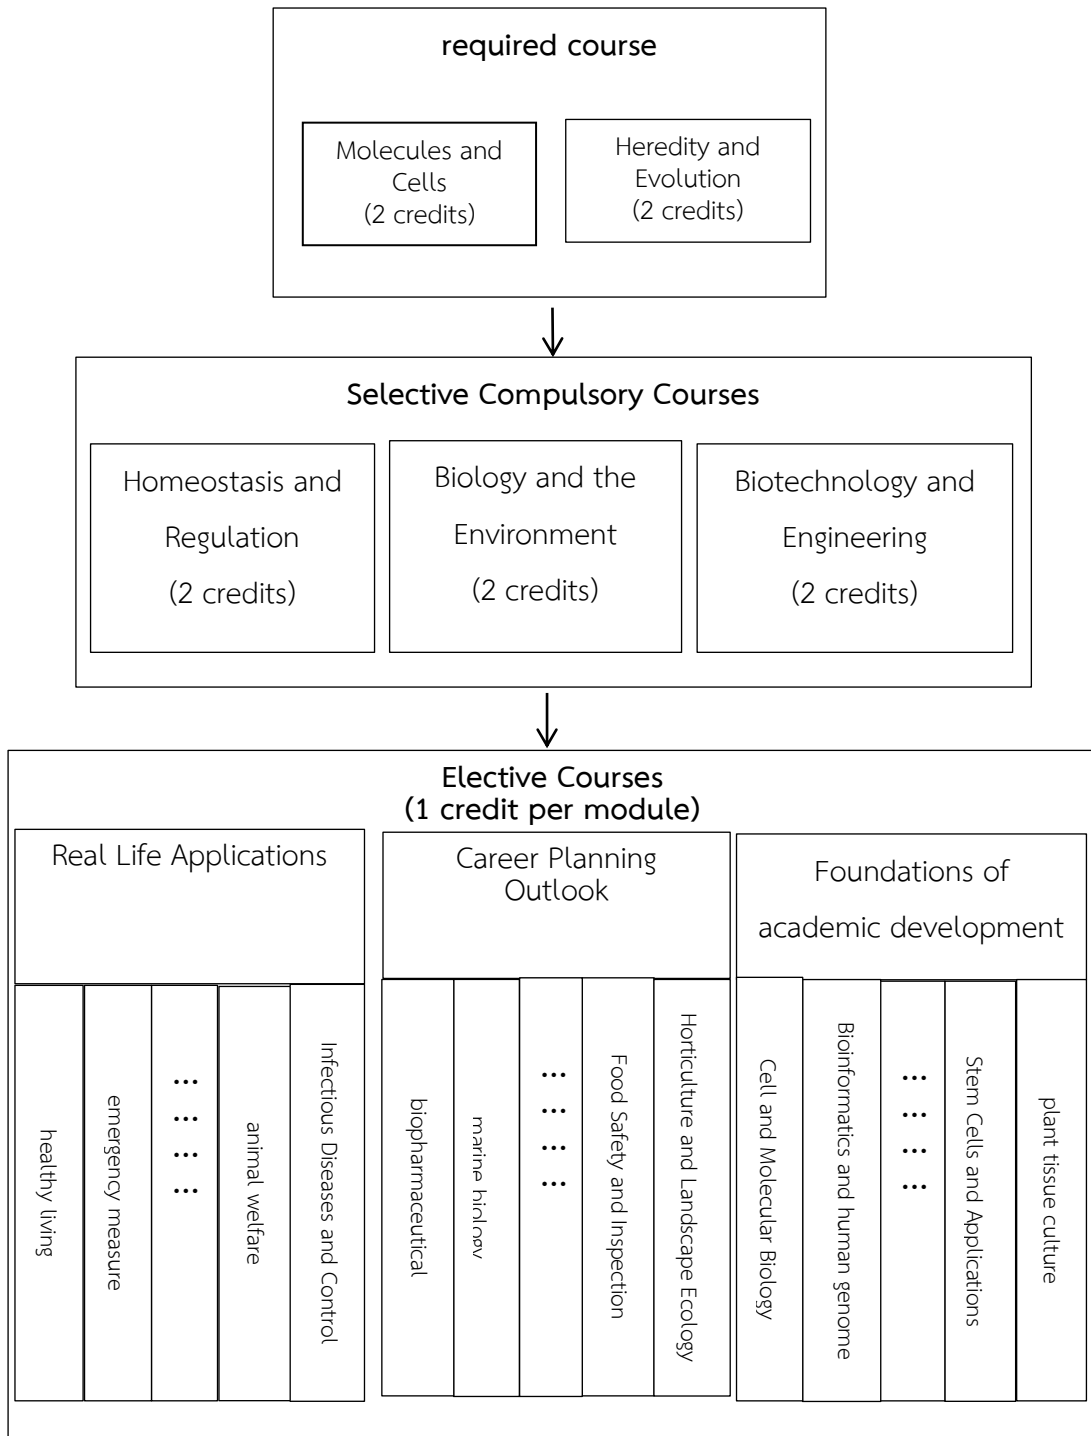 required course
Molecules and
Cells
(2 credits)
Heredity and
Evolution
(2 credits)
Selective Compulsory Courses
Homeostasis and
Regulation
(2 credits)
Biology and the
Environment
(2 credits)
Biotechnology and
Engineering
(2 credits)
Elective Courses
(1 credit per module)
Real Life Applications
healthy living
emergency measure
... ... ... ...
animal welfare
Infectious Diseases and Control
Career Planning
Outlook
biopharmaceutical
marine biology
... ... ... ...
Food Safety and Inspection
Horticulture and Landscape Ecology
Foundations of
academic development
Cell and Molecular Biology
Bioinformatics and human genome
... ... ... ...
Stem Cells and Applications
plant tissue culture